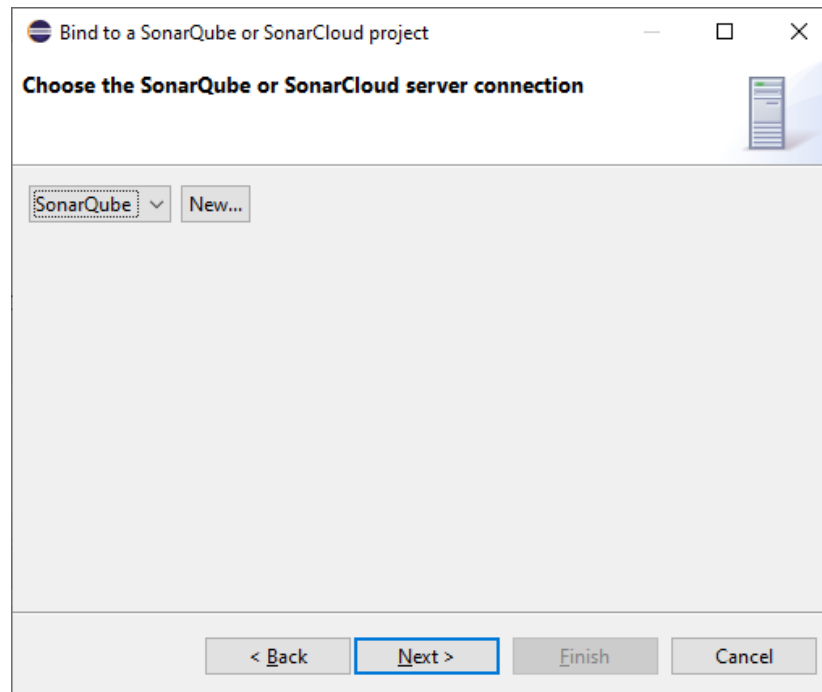 Bind to a SonarQube or SonarCloud project
Choose the SonarQube or SonarCloud server connection
SonarQube New...
< Back Next > Finish Cancel